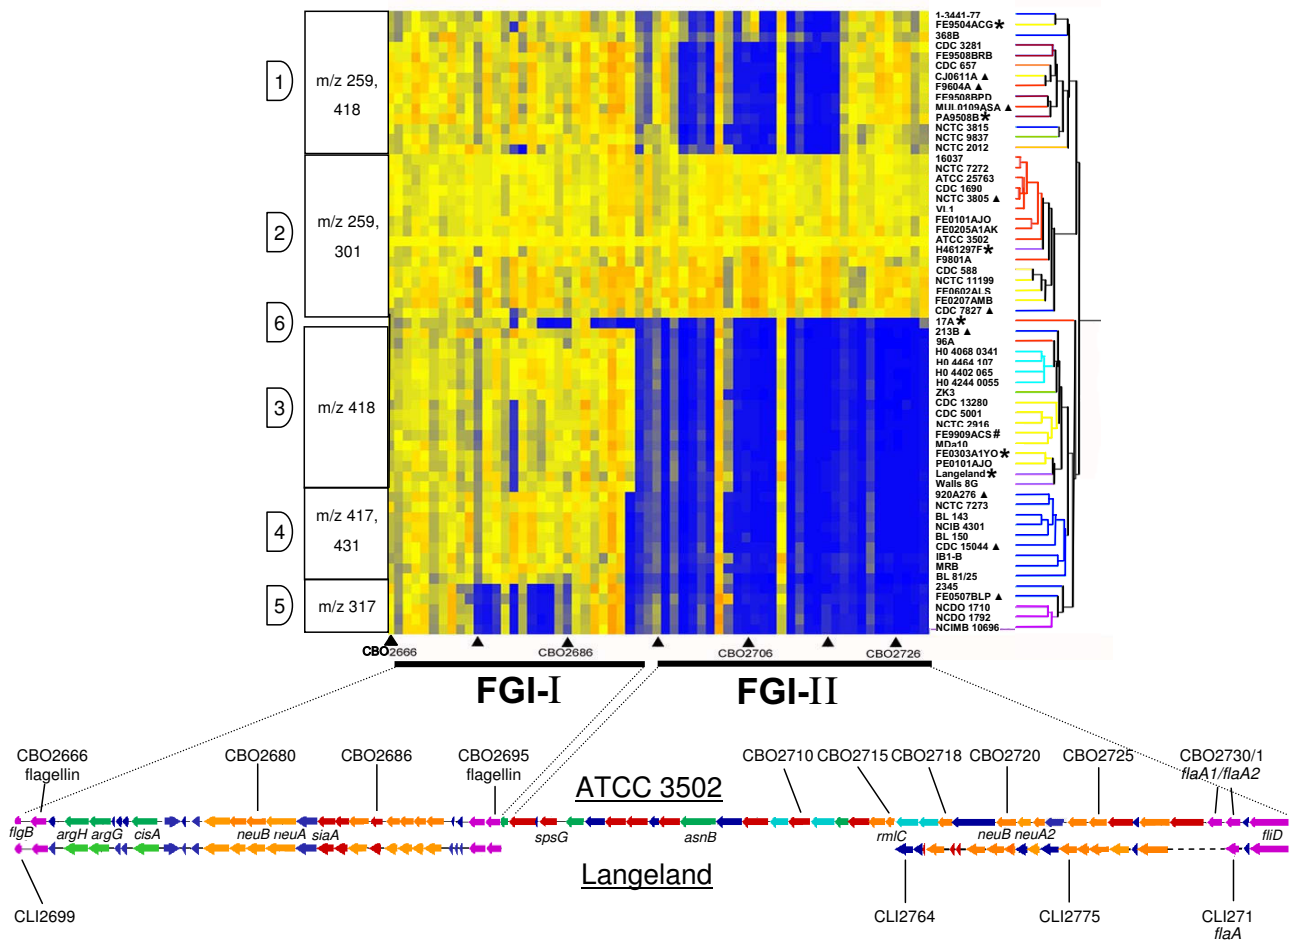 1
m/z 259,
418
2
m/z 259,
301
6
3
m/z 418
4
m/z 417,
431
5
m/z 317
1-3441-77
FE9504ACG*
368B
CDC 3281
FE9508BRB
CDC 657
CJ0611A ▲
F9604A ▲
FE9508BPD
MUL0109ASA ▲
PA9508B*
NCTC 3815
NCTC 9837
NCTC 2012
16037
NCTC 7272
ATCC 25763
CDC 1690
NCTC 3805 ▲
VL1
FE0101AJO
FE0205A1AK
ATCC 3502
H461297F*
F9801A
CDC 588
NCTC 11199
FE0602ALS
FE0207AMB
CDC 7827 ▲
17A*
213B ▲
96A
H0 4068 0341
H0 4464 107
H0 4402 065
H0 4244 0055
ZK3
CDC 13280
CDC 5001
NCTC 2916
FE9909ACS#
MDa10
FE0303A1YO*
PE0101AJO
Langeland*
Walls 8G
920A276 ▲
NCTC 7273
BL 143
NCIB 4301
BL 150
CDC 15044 ▲
IB1-B
MRB
BL 81/25
2345
FE0507BLP ▲
NCDO 1710
NCDO 1792
NCIMB 10696
CBO2666 CBO2686 CBO2706 CBO2726
FGI-I FGI-II
CBO2666 CBO2680 CBO2686 CBO2695 CBO2710 CBO2715 CBO2718 CBO2720 CBO2725 CBO2730/1
flagellin flagellin flaA1/flaA2
ATCC 3502
flgB argH argG cisA neuB neuA siaA spsG asnB rmlC neuB neuA2 fliD
Langeland
CLI2699 CLI2764 CLI2775 CLI271
flaA